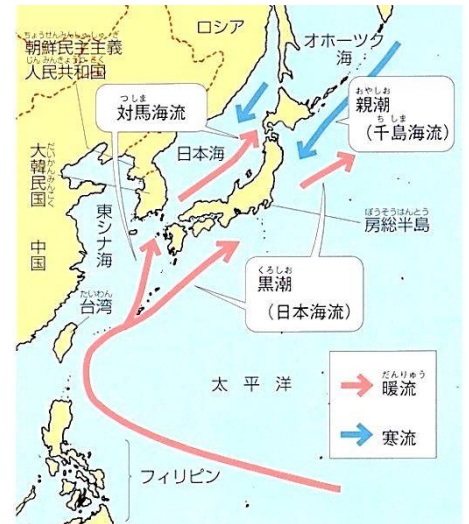 ロシア
オホーツク
海
ちょうせんみんしゅしゅぎ
朝鮮民主主義
じんみんきょうわこく
人民共和国
つしま
対馬海流
おやしお
親潮
ちしま
(千島海流)
日本海
だいかんみんこく
大韓民国
東シナ海
中国
ぼうそうはんとう
房総半島
くろしお
黒潮
(日本海流)
たいわん
台湾
太平洋
だんりゅう
暖流
寒流
フィリピン